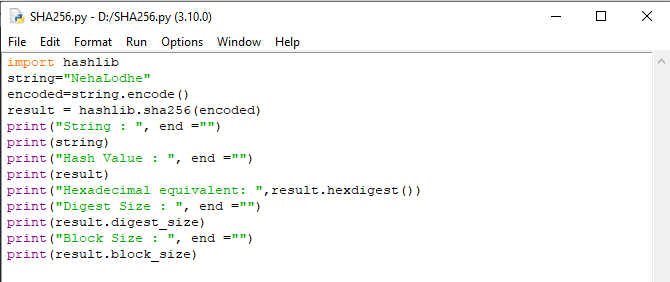 SHA256.py - D:/SHA256.py (3.10.0)
File Edit Format Run Options Window Help
import hashlib
string="NehaLodhe"
encoded=string.encode()
result = hashlib.sha256(encoded)
print("String : ", end ="")
print(string)
print("Hash Value : ", end ="")
print(result)
print("Hexadecimal equivalent: ",result.hexdigest())
print("Digest Size : ", end ="")
print(result.digest_size)
print("Block Size : ", end ="")
print(result.block_size)